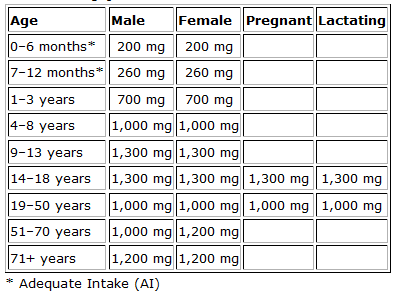 Age Male Female Pregnant Lactating
0–6 months* 200 mg 200 mg
7–12 months* 260 mg 260 mg
1–3 years 700 mg 700 mg
4–8 years 1,000 mg 1,000 mg
9–13 years 1,300 mg 1,300 mg
14–18 years 1,300 mg 1,300 mg 1,300 mg 1,300 mg
19–50 years 1,000 mg 1,000 mg 1,000 mg 1,000 mg
51–70 years 1,000 mg 1,200 mg
71+ years 1,200 mg 1,200 mg
* Adequate Intake (AI)